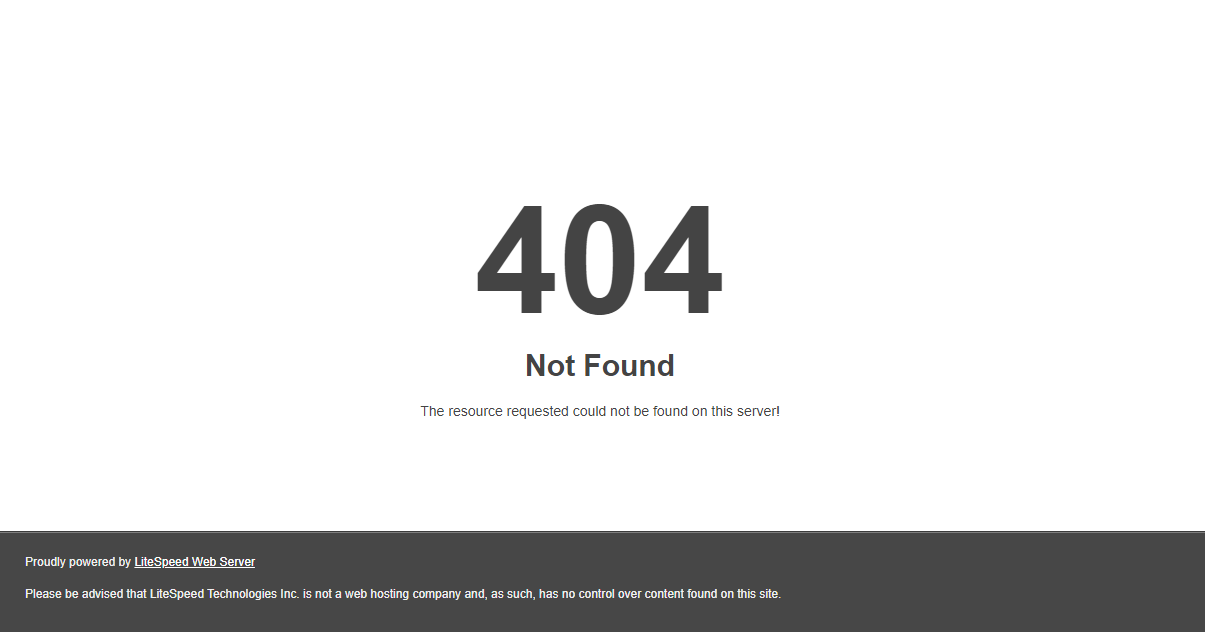 404
Not Found
The resource requested could not be found on this server!
Proudly powered by LiteSpeed Web Server
Please be advised that LiteSpeed Technologies Inc. is not a web hosting company and, as such, has no control over content found on this site.